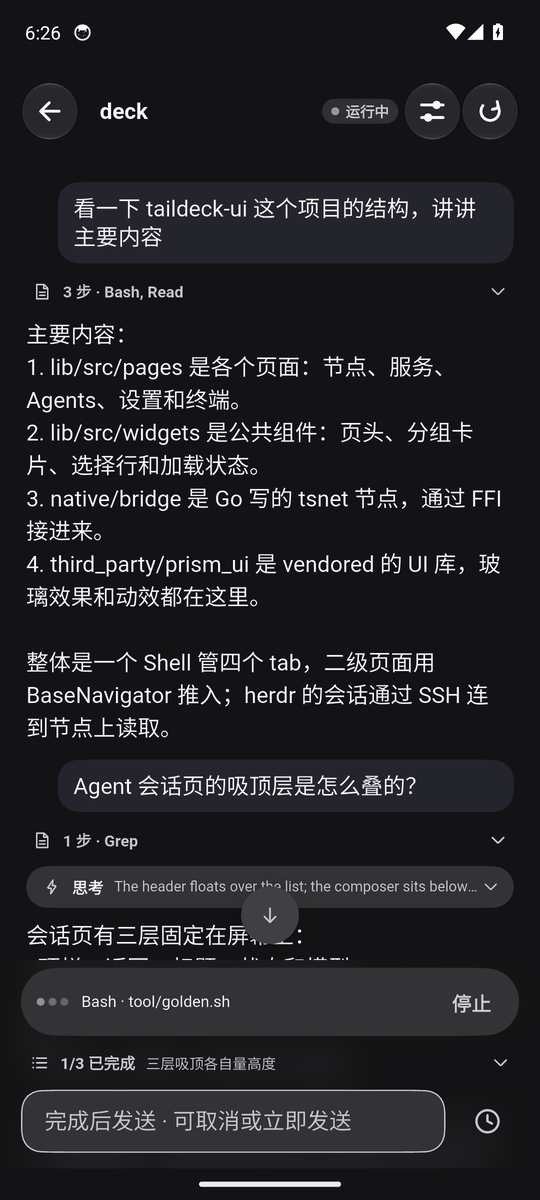 6:26
deck
运行中
看一下 taildeck-ui 这个项目的结构，讲讲
主要内容
3 步 · Bash, Read
主要内容：
1. lib/src/pages 是各个页面：节点、服务、
Agents、设置和终端。
2. lib/src/widgets 是公共组件：页头、分组卡
片、选择行和加载状态。
3. native/bridge 是 Go 写的 tsnet 节点，通过 FFI
接进来。
4. third_party/prism_ui 是 vendored 的 UI 库，玻
璃效果和动效都在这里。
整体是一个 Shell 管四个 tab，二级页面用
BaseNavigator 推入；herdr 的会话通过 SSH 连
到节点上读取。
Agent 会话页的吸顶层是怎么叠的？
1 步 · Grep
思考 The header floats over the list; the composer sits below…
会话页有三层固定在屏幕上：
Bash · tool/golden.sh
停止
1/3 已完成 三层吸顶各自量高度
完成后发送 · 可取消或立即发送